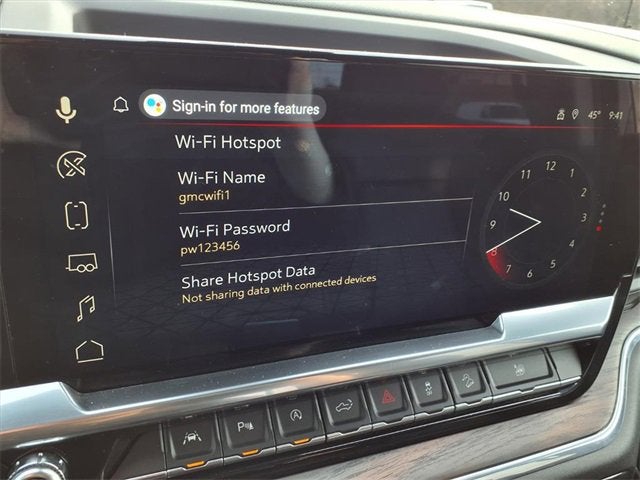 Sign-in for more features
45° 9:41
Wi-Fi Hotspot
Wi-Fi Name
gmcwifi1
Wi-Fi Password
pw123456
Share Hotspot Data
Not sharing data with connected devices
12
11 1
10 2
9 3
8 4
7 5
6
P
A